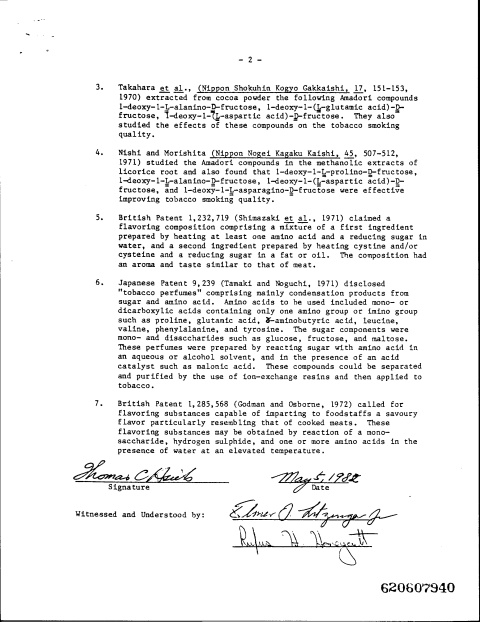 - 2 -
3. Takahara et al., (Nippon Shokuhin Kogyo Gakkaishi, 17, 151-153,
1970) extracted from cocoa powder the following Amadori compounds
1-deoxy-1-L-alanino-D-fructose, 1-deoxy-1-(L-glutamic acid)-D-
fructose, 1-deoxy-1-(L-aspartic acid)-D-fructose. They also
studied the effects of these compounds on the tobacco smoking
quality.
4. Nishi and Morishita (Nippon Nogei Kagaku Kaishi, 45, 507-512,
1971) studied the Amadori compounds in the methanolic extracts of
licorice root and also found that 1-deoxy-1-L-prolino-D-fructose,
1-deoxy-1-L-alanino-D-fructose, 1-deoxy-1-(L-aspartic acid)-D-
fructose, and 1-deoxy-1-L-asparagino-D-fructose were effective
improving tobacco smoking quality.
5. British Patent 1,232,719 (Shimazaki et al., 1971) claimed a
flavoring composition comprising a mixture of a first ingredient
prepared by heating at least one amino acid and a reducing sugar in
water, and a second ingredient prepared by heating cystine and/or
cysteine and a reducing sugar in a fat or oil. The composition had
an aroma and taste similar to that of meat.
6. Japanese Patent 9,239 (Tamaki and Noguchi, 1971) disclosed
"tobacco perfumes" comprising mainly condensation products from
sugar and amino acid. Amino acids to be used included mono- or
dicarboxylic acids containing only one amino group or imino group
such as proline, glutanic acid, γ-aminobutyric acid, leucine,
valine, phenylalanine, and tyrosine. The sugar components were
mono- and disaccharides such as glucose, fructose, and maltose.
These perfumes were prepared by reacting sugar with amino acid in
an aqueous or alcohol solvent, and in the presence of an acid
catalyst such as malonic acid. These compounds could be separated
and purified by the use of ion-exchange resins and then applied to
tobacco.
7. British Patent 1,285,568 (Godman and Osborne, 1972) called for
flavoring substances capable of imparting to foodstaffs a savoury
flavor particularly resembling that of cooked meats. These
flavoring substances may be obtained by reaction of a mono-
saccharide, hydrogen sulphide, and one or more amino acids in the
presence of water at an elevated temperature.
Thomas C May 5, 1982
Signature Date
Witnessed and Understood by: Elmer J
Rufus H. Honeycutt
620607940